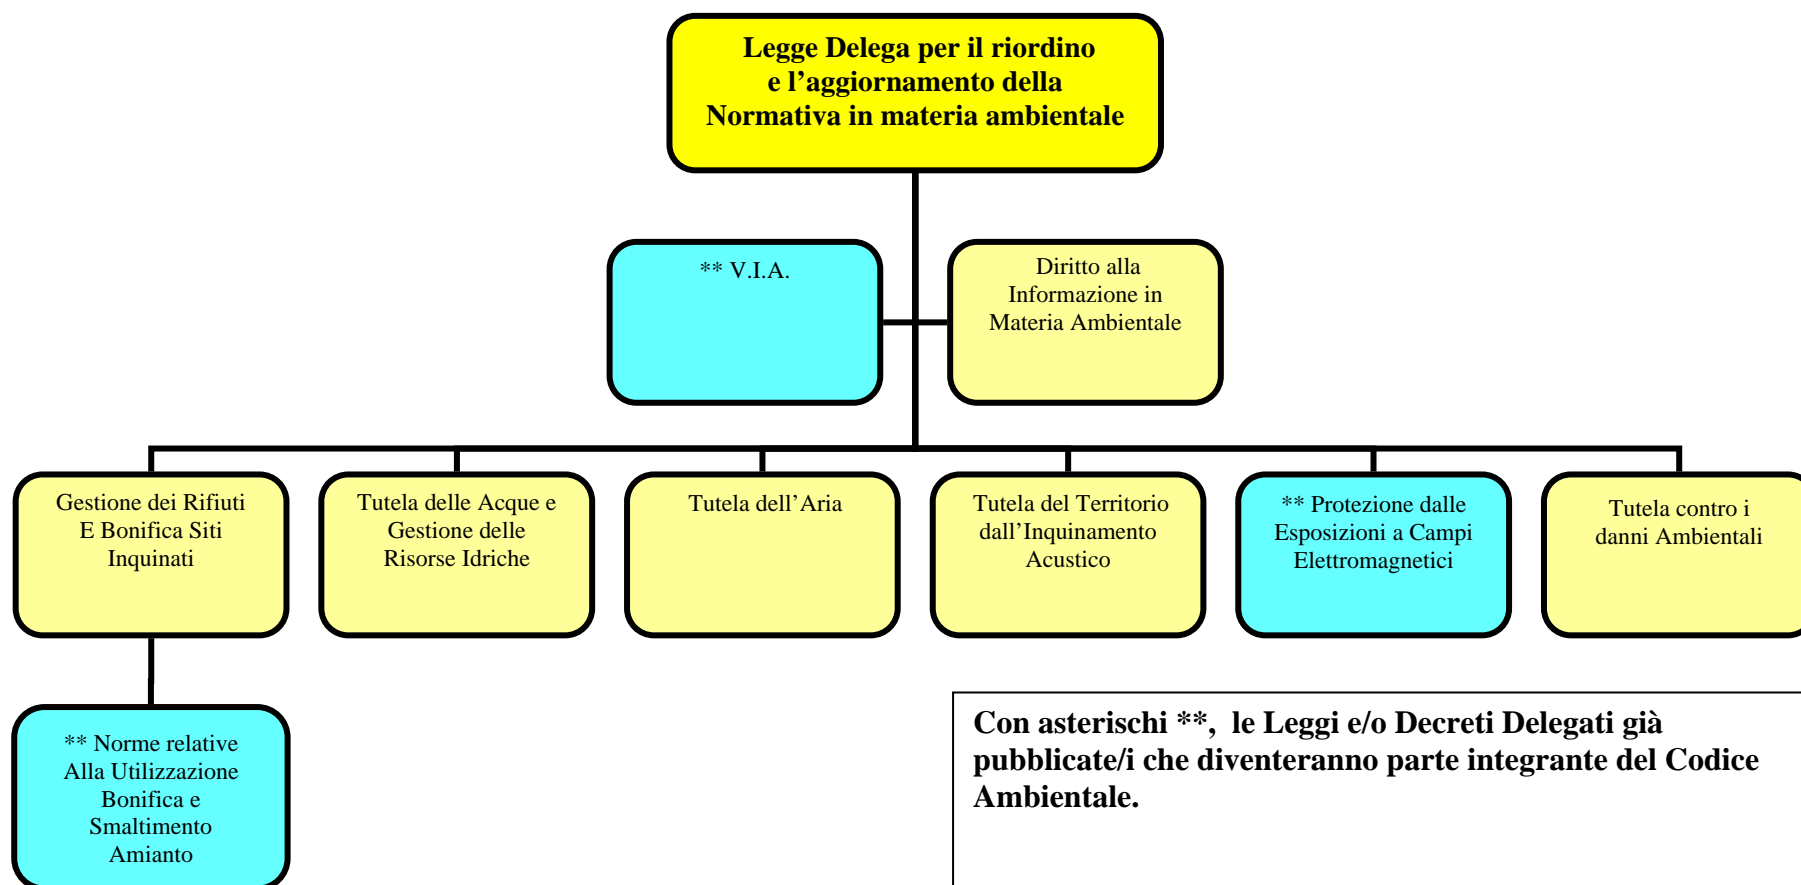 Legge Delega per il riordino
e l’aggiornamento della
Normativa in materia ambientale
** V.I.A.
Diritto alla
Informazione in
Materia Ambientale
Gestione dei Rifiuti
E Bonifica Siti
Inquinati
Tutela delle Acque e
Gestione delle
Risorse Idriche
Tutela dell’Aria
Tutela del Territorio
dall’Inquinamento
Acustico
** Protezione dalle
Esposizioni a Campi
Elettromagnetici
Tutela contro i
danni Ambientali
** Norme relative
Alla Utilizzazione
Bonifica e
Smaltimento
Amianto
Con asterischi **, le Leggi e/o Decreti Delegati già
pubblicate/i che diventeranno parte integrante del Codice
Ambientale.